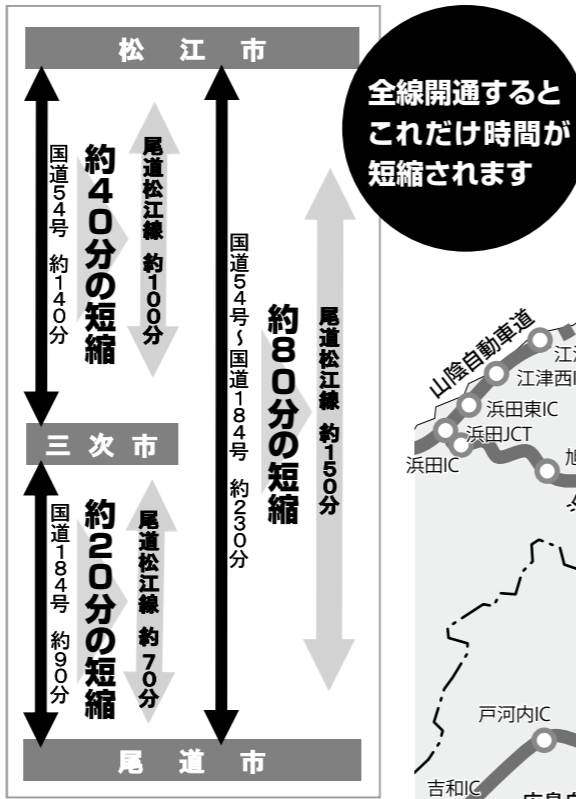 松江市
全線開通すると
これだけ時間が
短縮されます
国道54号 約140分
約40分の短縮
尾道松江線 約100分
国道54号～国道184号 約230分
約80分の短縮
尾道松江線 約150分
三次市
国道184号 約90分
約20分の短縮
尾道松江線 約70分
尾道市
山陰自動車道
江津西I
浜田東IC
浜田JCT
浜田IC
旭
戸河内IC
吉和IC